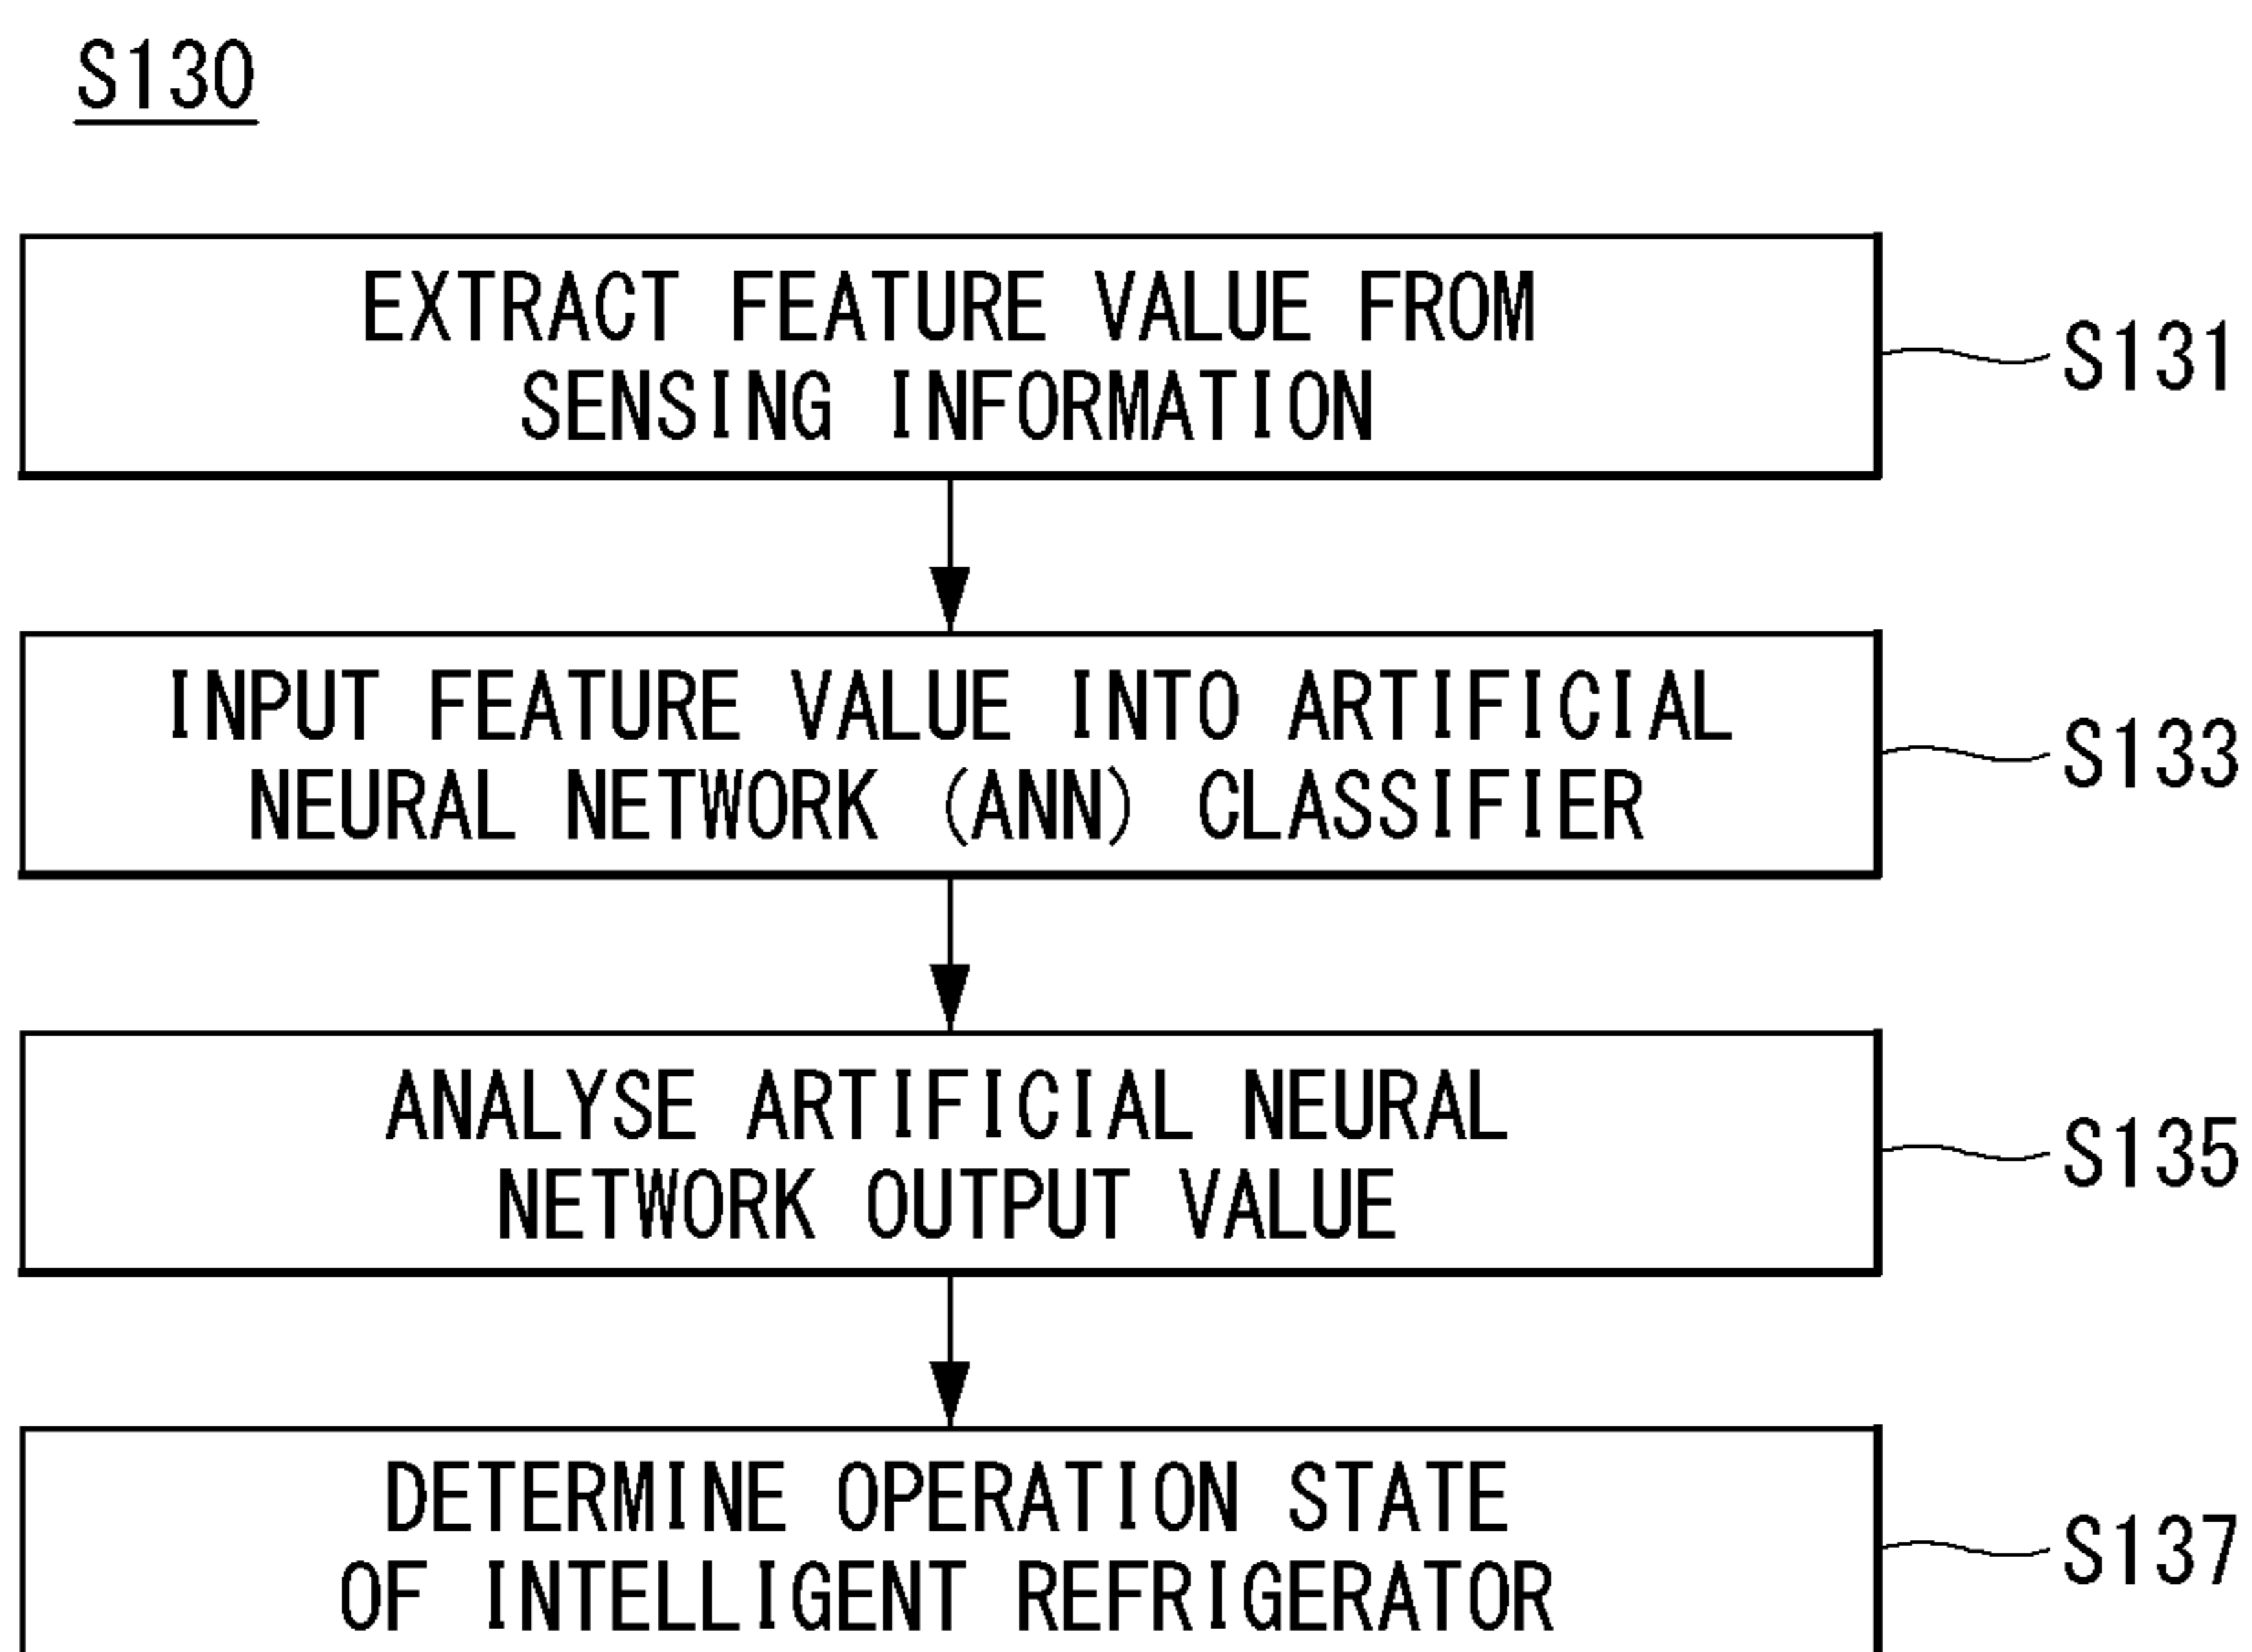 S130
EXTRACT FEATURE VALUE FROM
SENSING INFORMATION
S131
INPUT FEATURE VALUE INTO ARTIFICIAL
NEURAL NETWORK (ANN) CLASSIFIER
S133
ANALYSE ARTIFICIAL NEURAL
NETWORK OUTPUT VALUE
S135
DETERMINE OPERATION STATE
OF INTELLIGENT REFRIGERATOR
S137